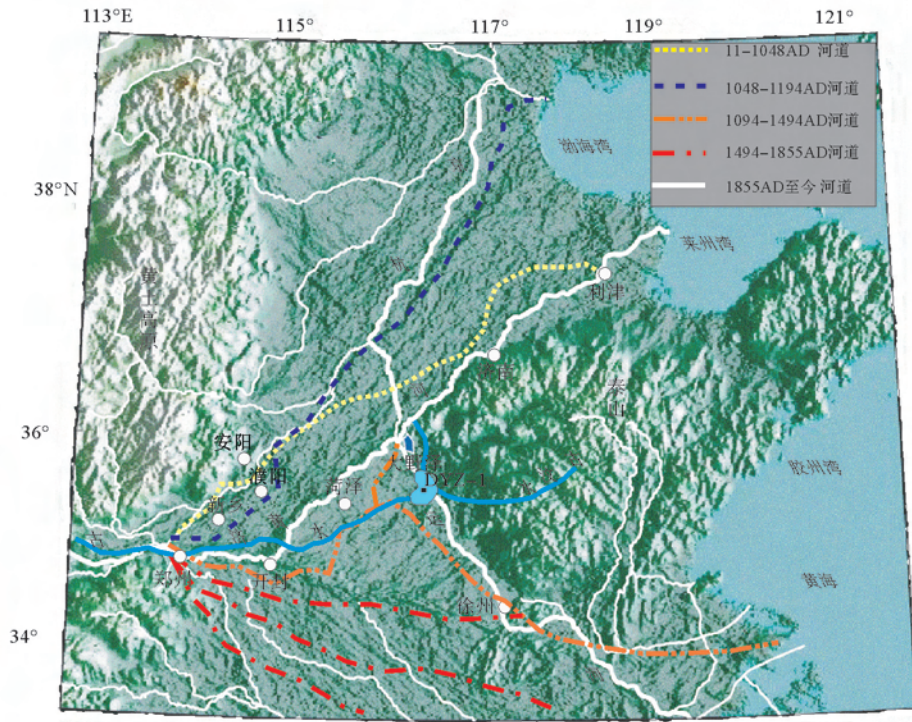 113°E
115°
117°
119°
121°
11-1048AD 河道
1048-1194AD河道
1094-1494AD河道
1494-1855AD河道
1855AD至今 河道
渤海湾
38°N
莱州湾
利津
黄土高原
泰山
36°
安阳
濮阳
胶州湾
菏泽
DYZ-1
水
古
郑州
开封
徐州
黄海
34°